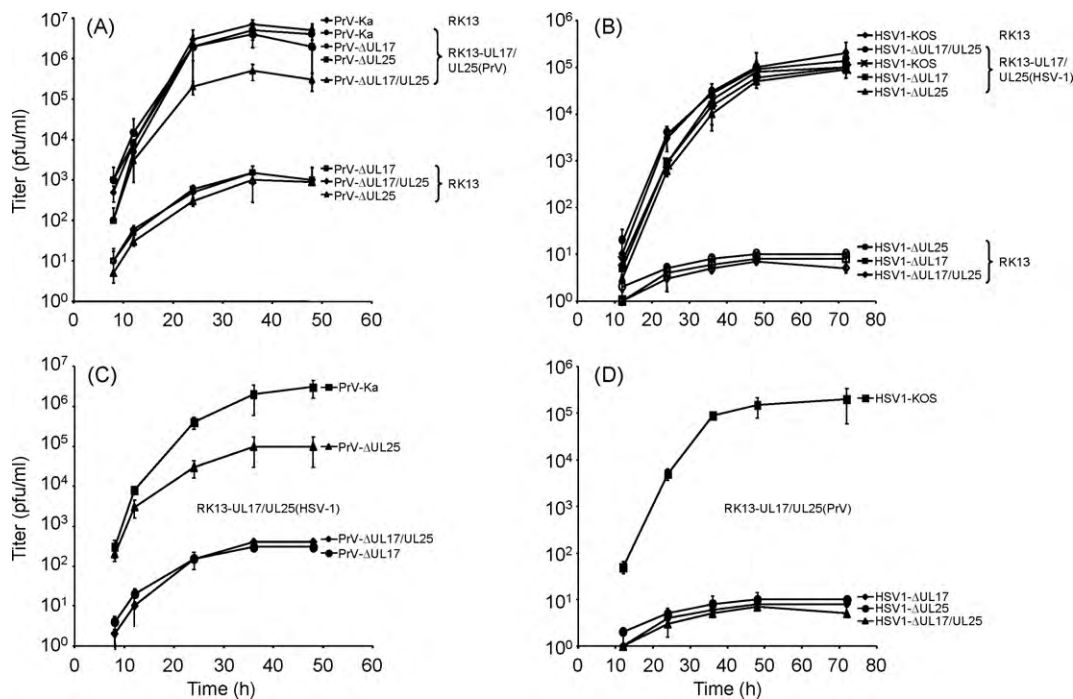 (A)
Titer (pfu/ml)
10⁷
10⁶
10⁵
10⁴
10³
10²
10¹
10⁰
0 10 20 30 40 50 60
PrV-Ka RK13
PrV-Ka
PrV-ΔUL17 RK13-UL17/
PrV-ΔUL25 UL25(PrV)
PrV-ΔUL17/UL25
PrV-ΔUL17
PrV-ΔUL17/UL25 RK13
PrV-ΔUL25
(B)
Titer (pfu/ml)
10⁶
10⁵
10⁴
10³
10²
10¹
10⁰
0 10 20 30 40 50 60 70 80
HSV1-KOS RK13
HSV1-ΔUL17/UL25
HSV1-KOS RK13-UL17/
HSV1-ΔUL17 UL25(HSV-1)
HSV1-ΔUL25
HSV1-ΔUL25
HSV1-ΔUL17 RK13
HSV1-ΔUL17/UL25
(C)
Titer (pfu/ml)
10⁷
10⁶
10⁵
10⁴
10³
10²
10¹
10⁰
0 10 20 30 40 50 60
Time (h)
PrV-Ka
PrV-ΔUL25
RK13-UL17/UL25(HSV-1)
PrV-ΔUL17/UL25
PrV-ΔUL17
(D)
Titer (pfu/ml)
10⁶
10⁵
10⁴
10³
10²
10¹
10⁰
0 10 20 30 40 50 60 70 80
Time (h)
HSV1-KOS
RK13-UL17/UL25(PrV)
HSV1-ΔUL17
HSV1-ΔUL25
HSV1-ΔUL17/UL25